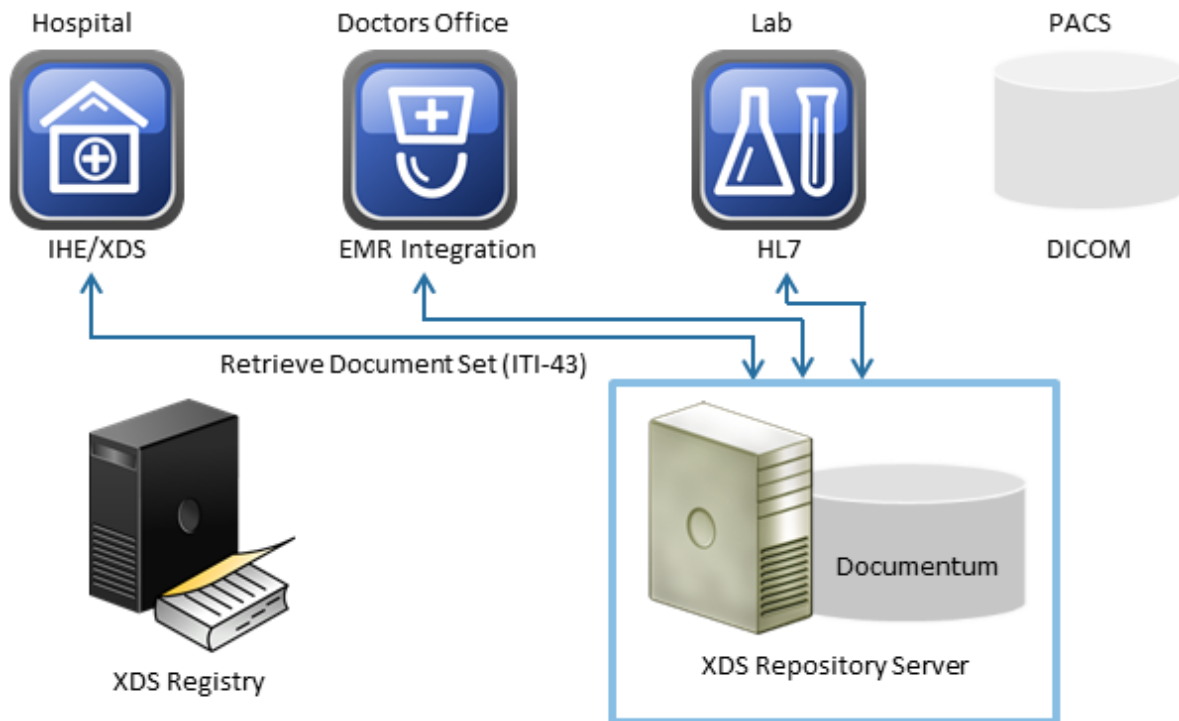 Hospital
Doctors Office
Lab
PACS
IHE/XDS
EMR Integration
HL7
DICOM
Retrieve Document Set (ITI-43)
Documentum
XDS Repository Server
XDS Registry